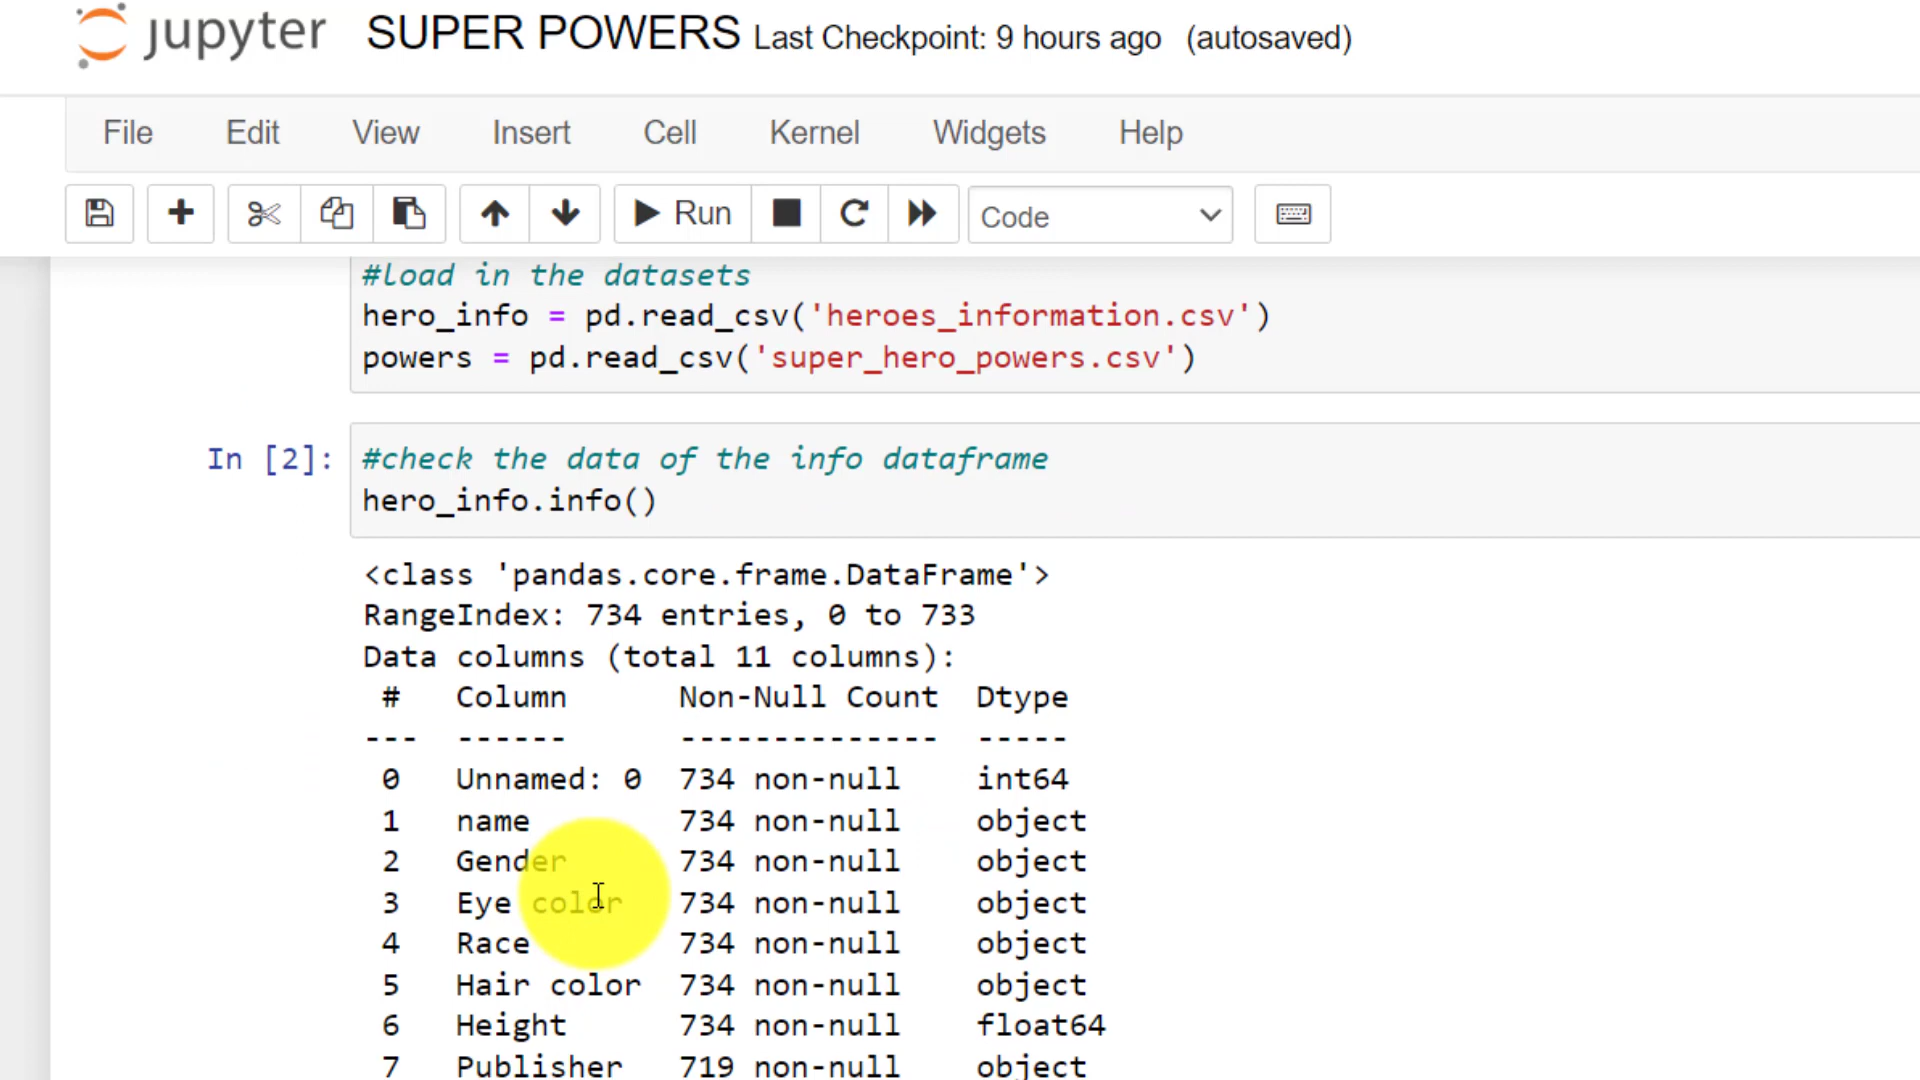 jupyter SUPER POWERS Last Checkpoint: 9 hours ago (autosaved)
File Edit View Insert Cell Kernel Widgets Help
Run Code
#load in the datasets
hero_info = pd.read_csv('heroes_information.csv')
powers = pd.read_csv('super_hero_powers.csv')
In [2]: #check the data of the info dataframe
hero_info.info()
<class 'pandas.core.frame.DataFrame'>
RangeIndex: 734 entries, 0 to 733
Data columns (total 11 columns):
# Column Non-Null Count Dtype
--- ------ -------------- -----
0 Unnamed: 0 734 non-null int64
1 name 734 non-null object
2 Gender 734 non-null object
3 Eye color 734 non-null object
4 Race 734 non-null object
5 Hair color 734 non-null object
6 Height 734 non-null float64
7 Publisher 719 non-null object